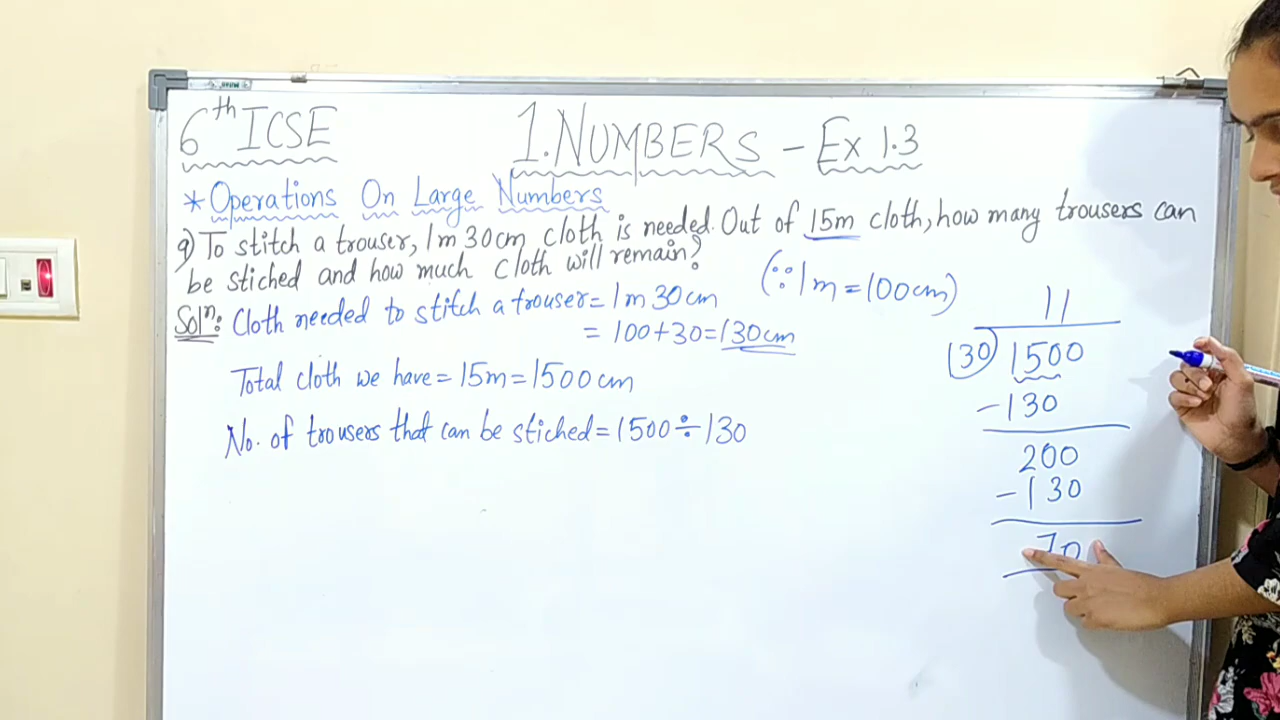 6th ICSE 1. NUMBERS - Ex 1.3
* Operations On Large Numbers
9) To stitch a trouser, 1m 30cm cloth is needed. Out of 15m cloth, how many trousers can
be stiched and how much cloth will remain?
Soln: Cloth needed to stitch a trouser = 1m 30cm (∵ 1m = 100cm)
= 100+30 = 130cm
Total cloth we have = 15m = 1500 cm
No. of trousers that can be stiched = 1500 ÷ 130
11
130) 1500
-130
200
-130
70